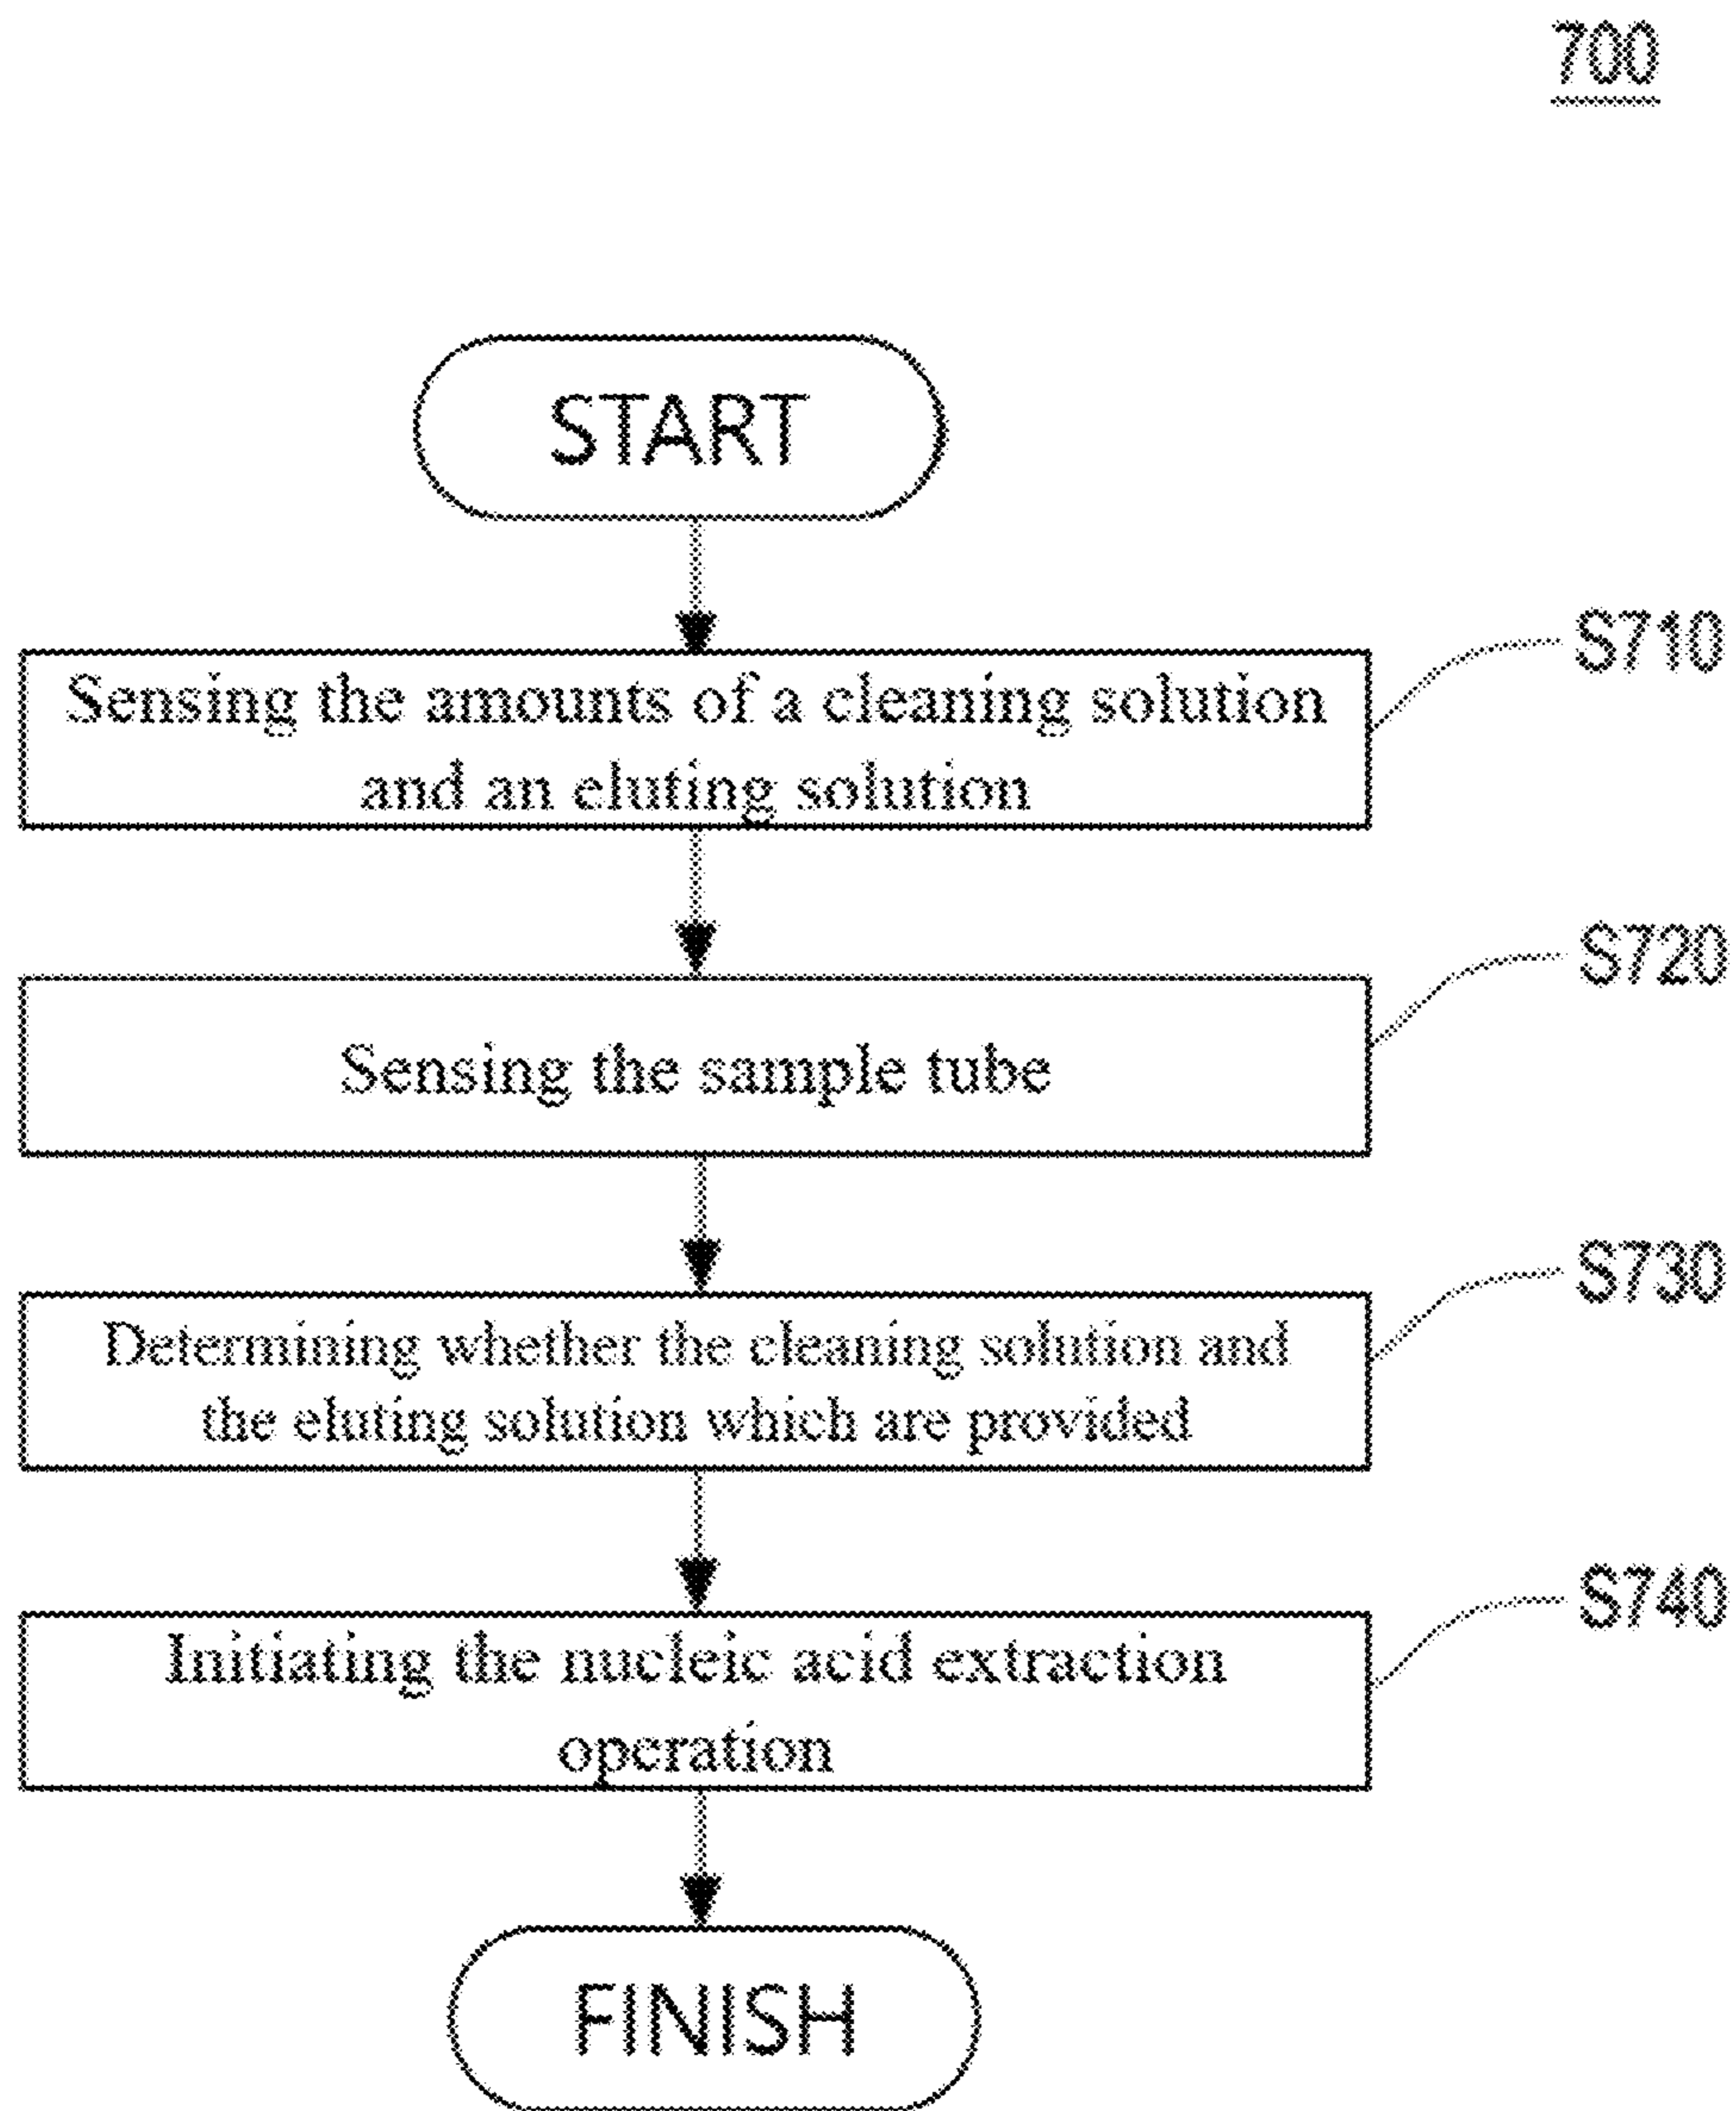 700
START
Sensing the amounts of a cleaning solution
and an eluting solution
S710
Sensing the sample tube
S720
Determining whether the cleaning solution and
the eluting solution which are provided
S730
Initiating the nucleic acid extraction
operation
S740
FINISH